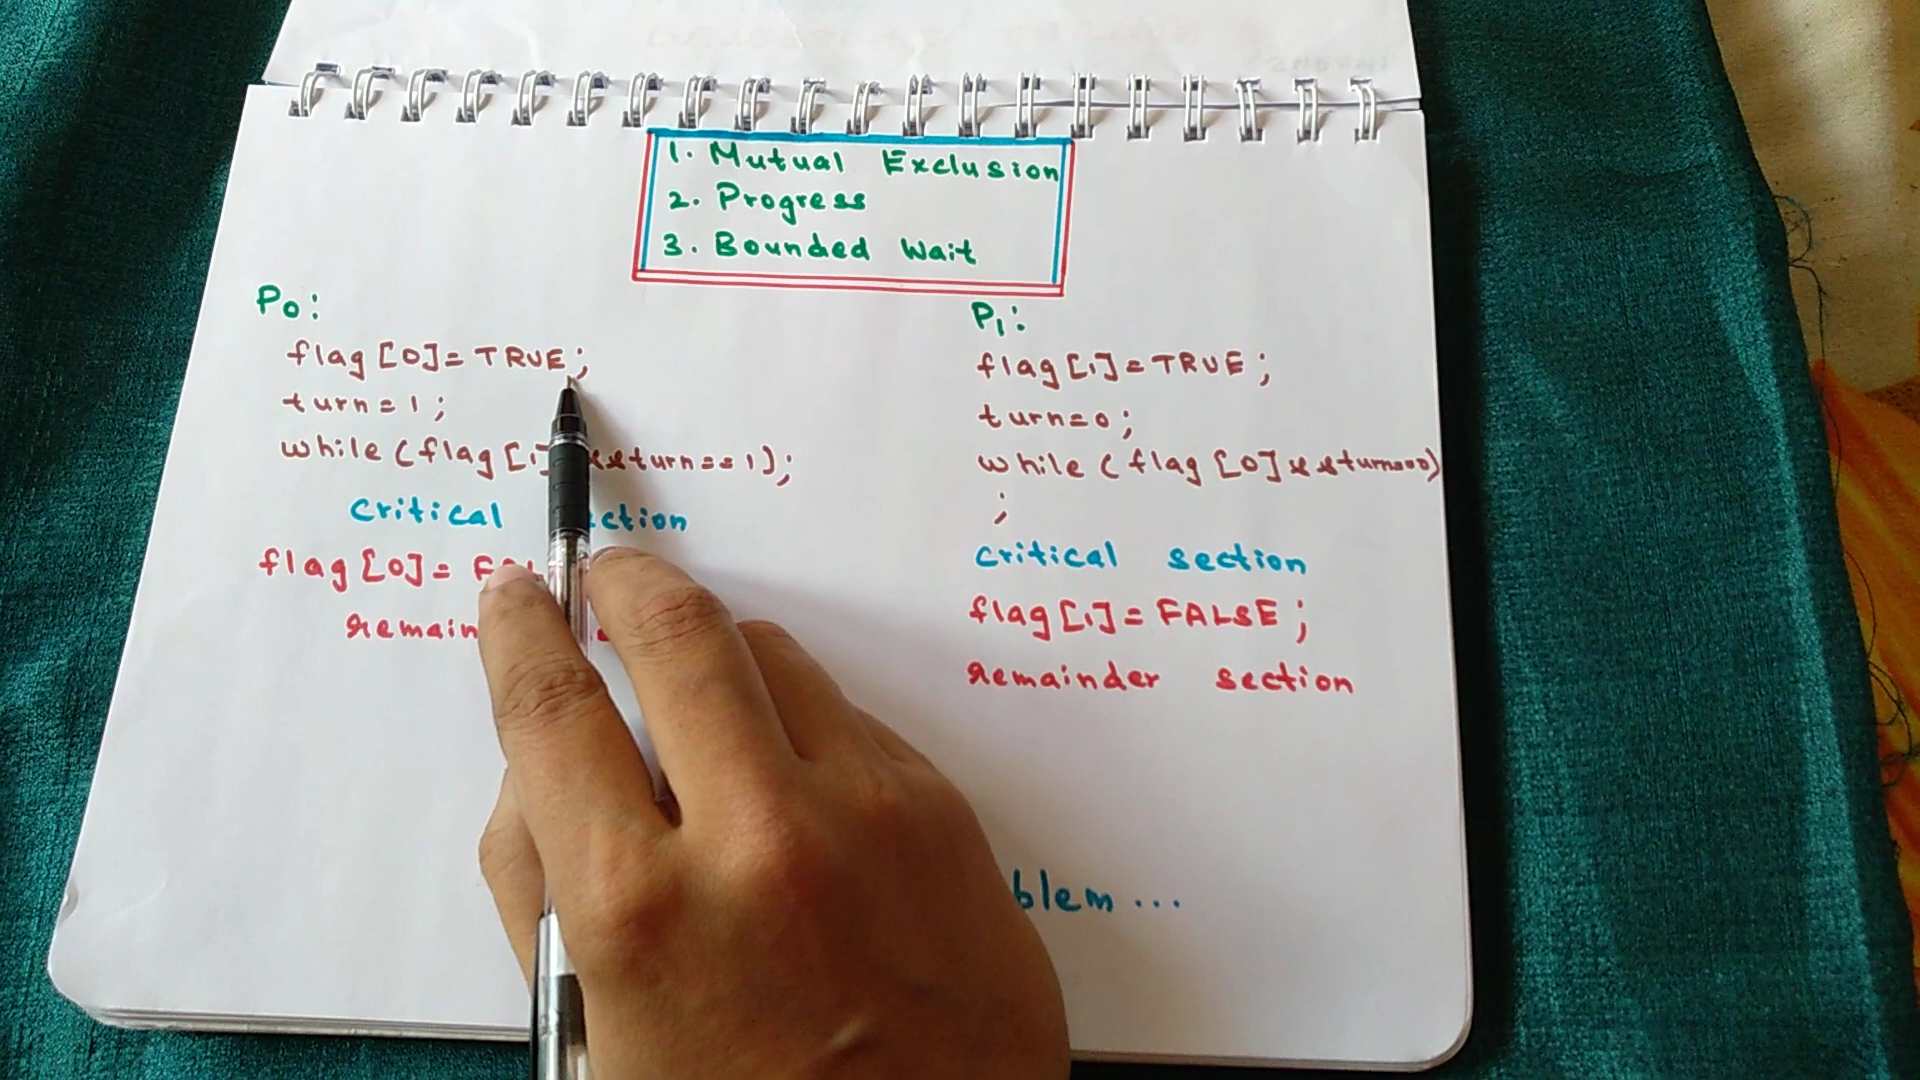 1. Mutual Exclusion
2. Progress
3. Bounded Wait
P0:
flag [0]= TRUE;
turn=1;
while (flag [1] &&turn==1);
critical
flag [0]=
P1:
flag [1]=TRUE;
turn=0;
while (flag [0]&&turn==0)
;
critical section
flag [1]= FALSE;
remainder section
...